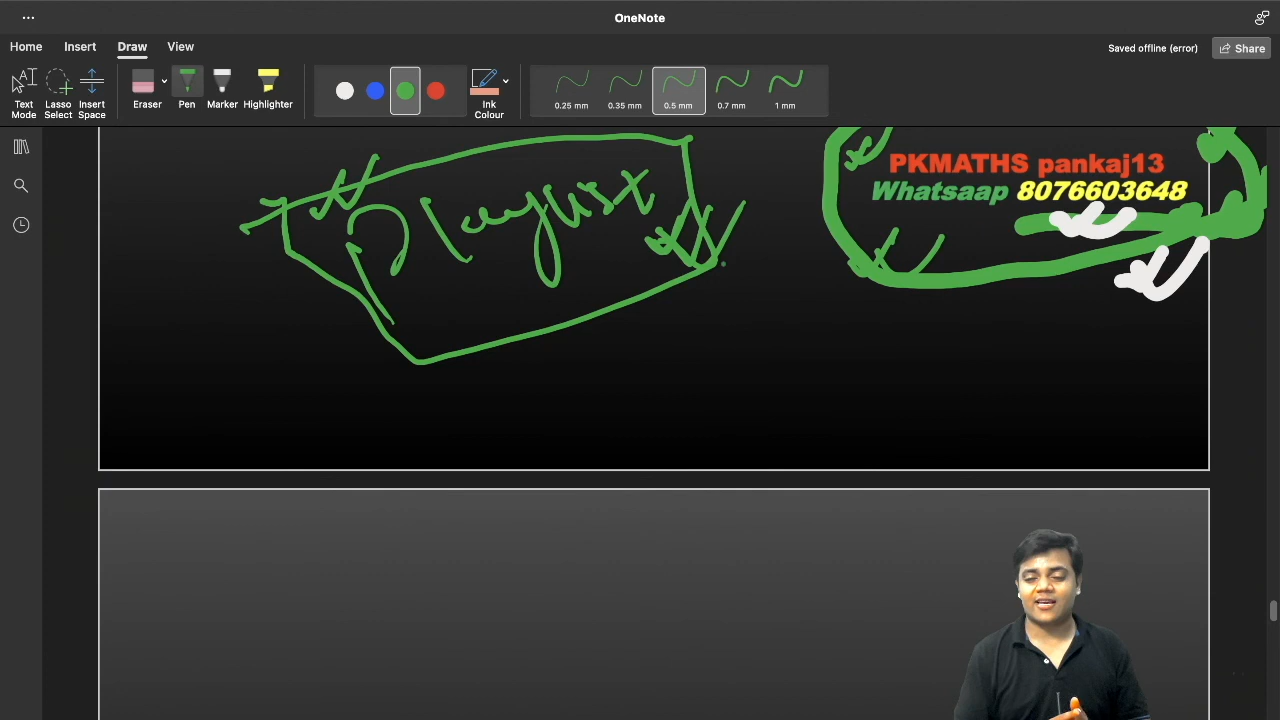 OneNote
Home Insert Draw View
Saved offline (error) Share
Text Mode
Lasso Select
Insert Space
Eraser
Pen
Marker
Highlighter
Ink Colour
0.25 mm
0.35 mm
0.5 mm
0.7 mm
1 mm
PKMATHS pankaj13
Whatsaap 8076603648